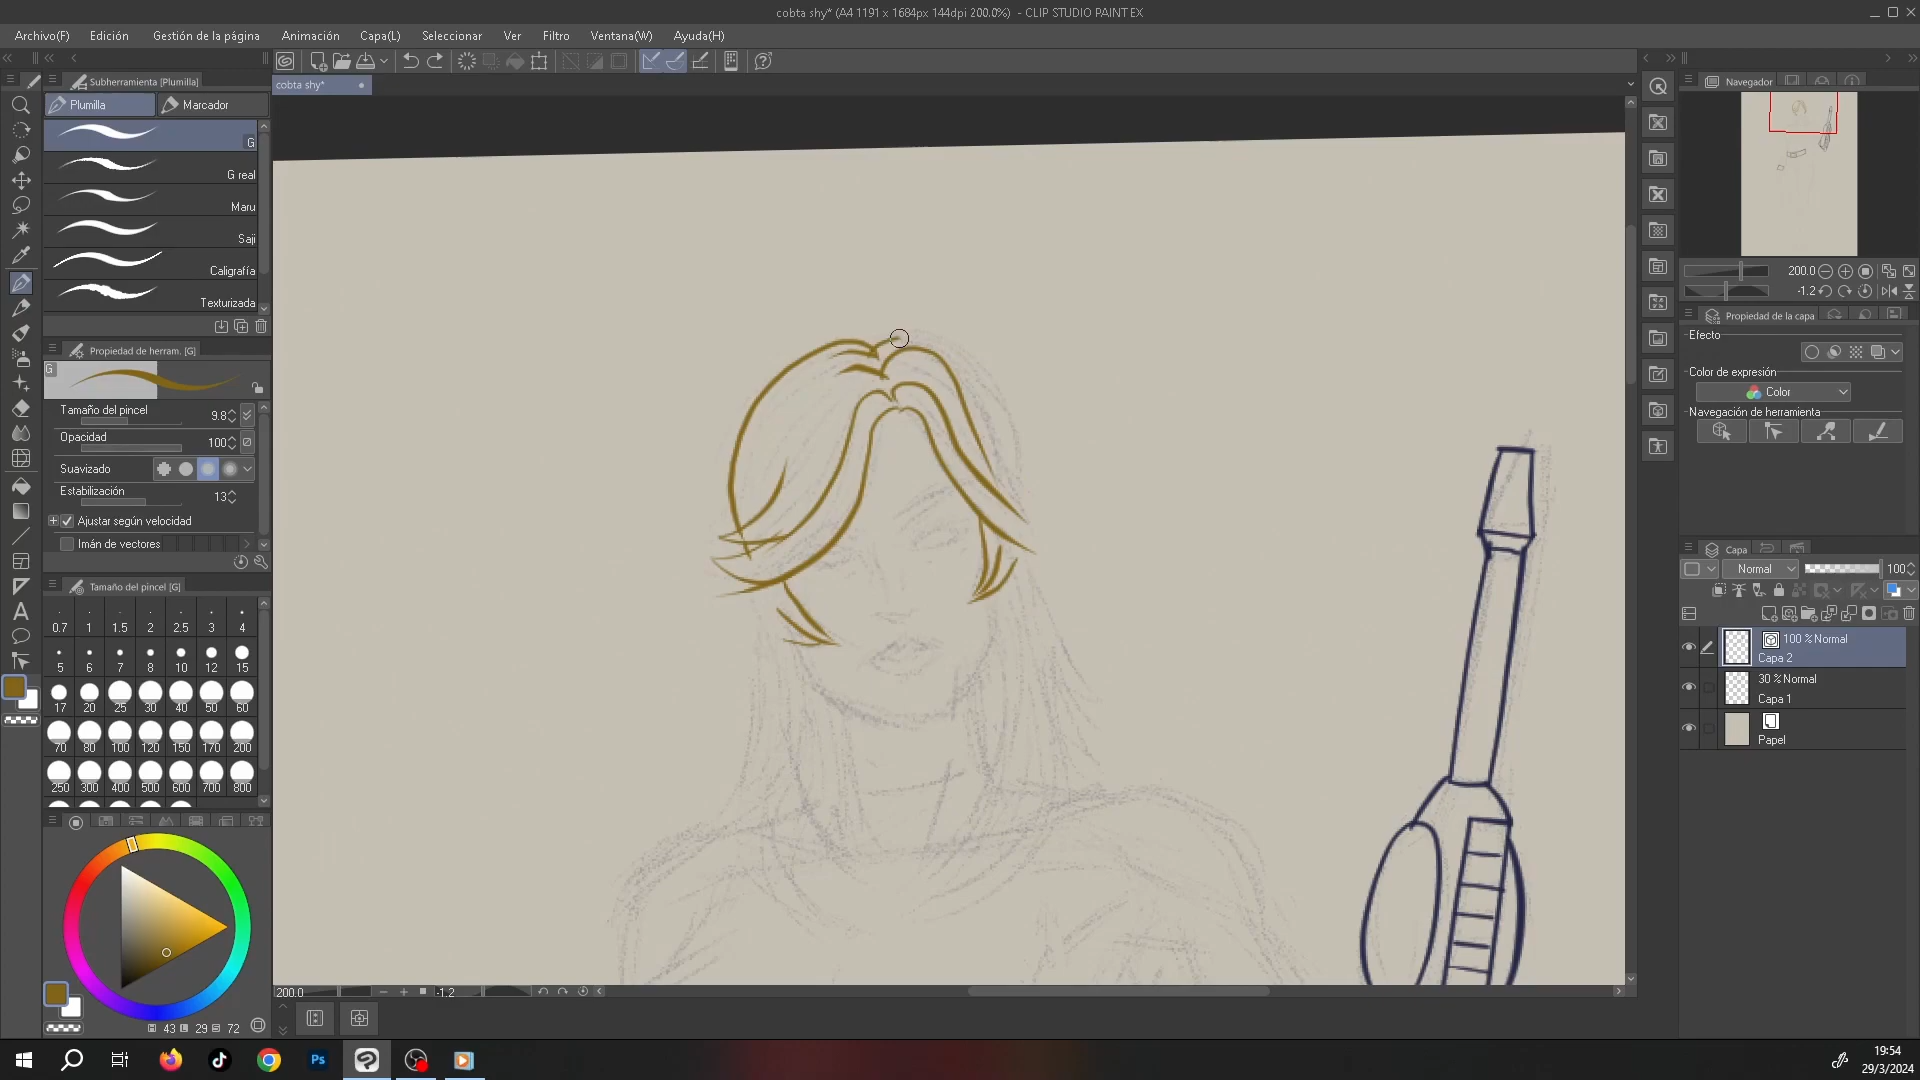 cobta shy* (A4 1191 x 1684px 144dpi 200.0%) - CLIP STUDIO PAINT EX
Archivo(F) Edición Gestión de la página Animación Capa(L) Seleccionar Ver Filtro Ventana(W) Ayuda(H)
Subherramienta [Plumilla]
cobta shy*
Navegador
Plumilla Marcador
G
G real
Maru
Saji
Caligrafía
Texturizada
200.0
-1.2
Propiedad de la capa
Efecto
Color de expresión
Color
Navegación de herramienta
Propiedad de herram. [G]
G
Tamaño del pincel 9.8
Opacidad 100
Suavizado
Estabilización 13
Ajustar según velocidad
Imán de vectores
Tamaño del pincel [G]
0.7 1 1.5 2 2.5 3 4
5 6 7 8 10 12 15
17 20 25 30 40 50 60
70 80 100 120 150 170 200
250 300 400 500 600 700 800
Capa
Normal 100
100 % Normal
Capa 2
30 % Normal
Capa 1
Papel
43 29 72
200.0 -1.2
Ps
19:54
29/3/2024